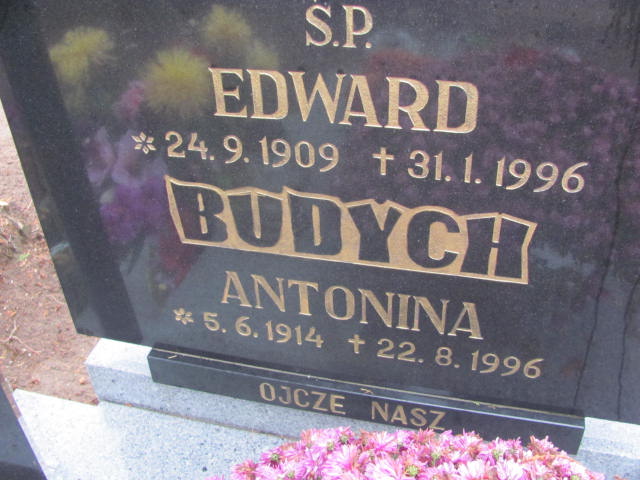 Ś.P.
EDWARD
* 24. 9. 1909 † 31. 1. 1996
BUDYCH
ANTONINA
* 5. 6. 1914 † 22. 8. 1996
OJCZE NASZ